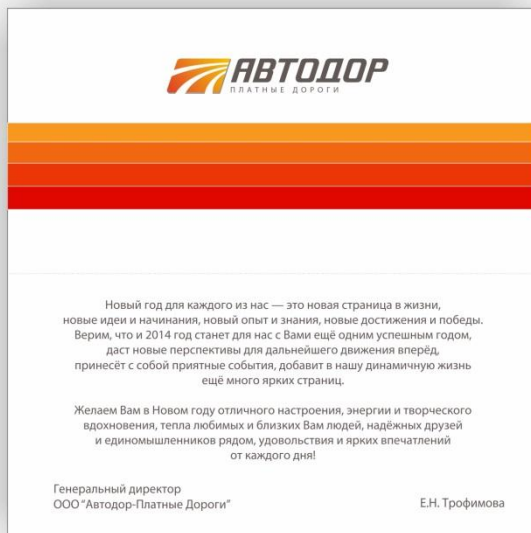 АВТОДОР
ПЛАТНЫЕ ДОРОГИ
Новый год для каждого из нас — это новая страница в жизни,
новые идеи и начинания, новый опыт и знания, новые достижения и победы.
Верим, что и 2014 год станет для нас с Вами ещё одним успешным годом,
даст новые перспективы для дальнейшего движения вперёд,
принесёт с собой приятные события, добавит в нашу динамичную жизнь
ещё много ярких страниц.
Желаем Вам в Новом году отличного настроения, энергии и творческого
вдохновения, тепла любимых и близких Вам людей, надёжных друзей
и единомышленников рядом, удовольствия и ярких впечатлений
от каждого дня!
Генеральный директор
ООО "Автодор-Платные Дороги"
Е.Н. Трофимова